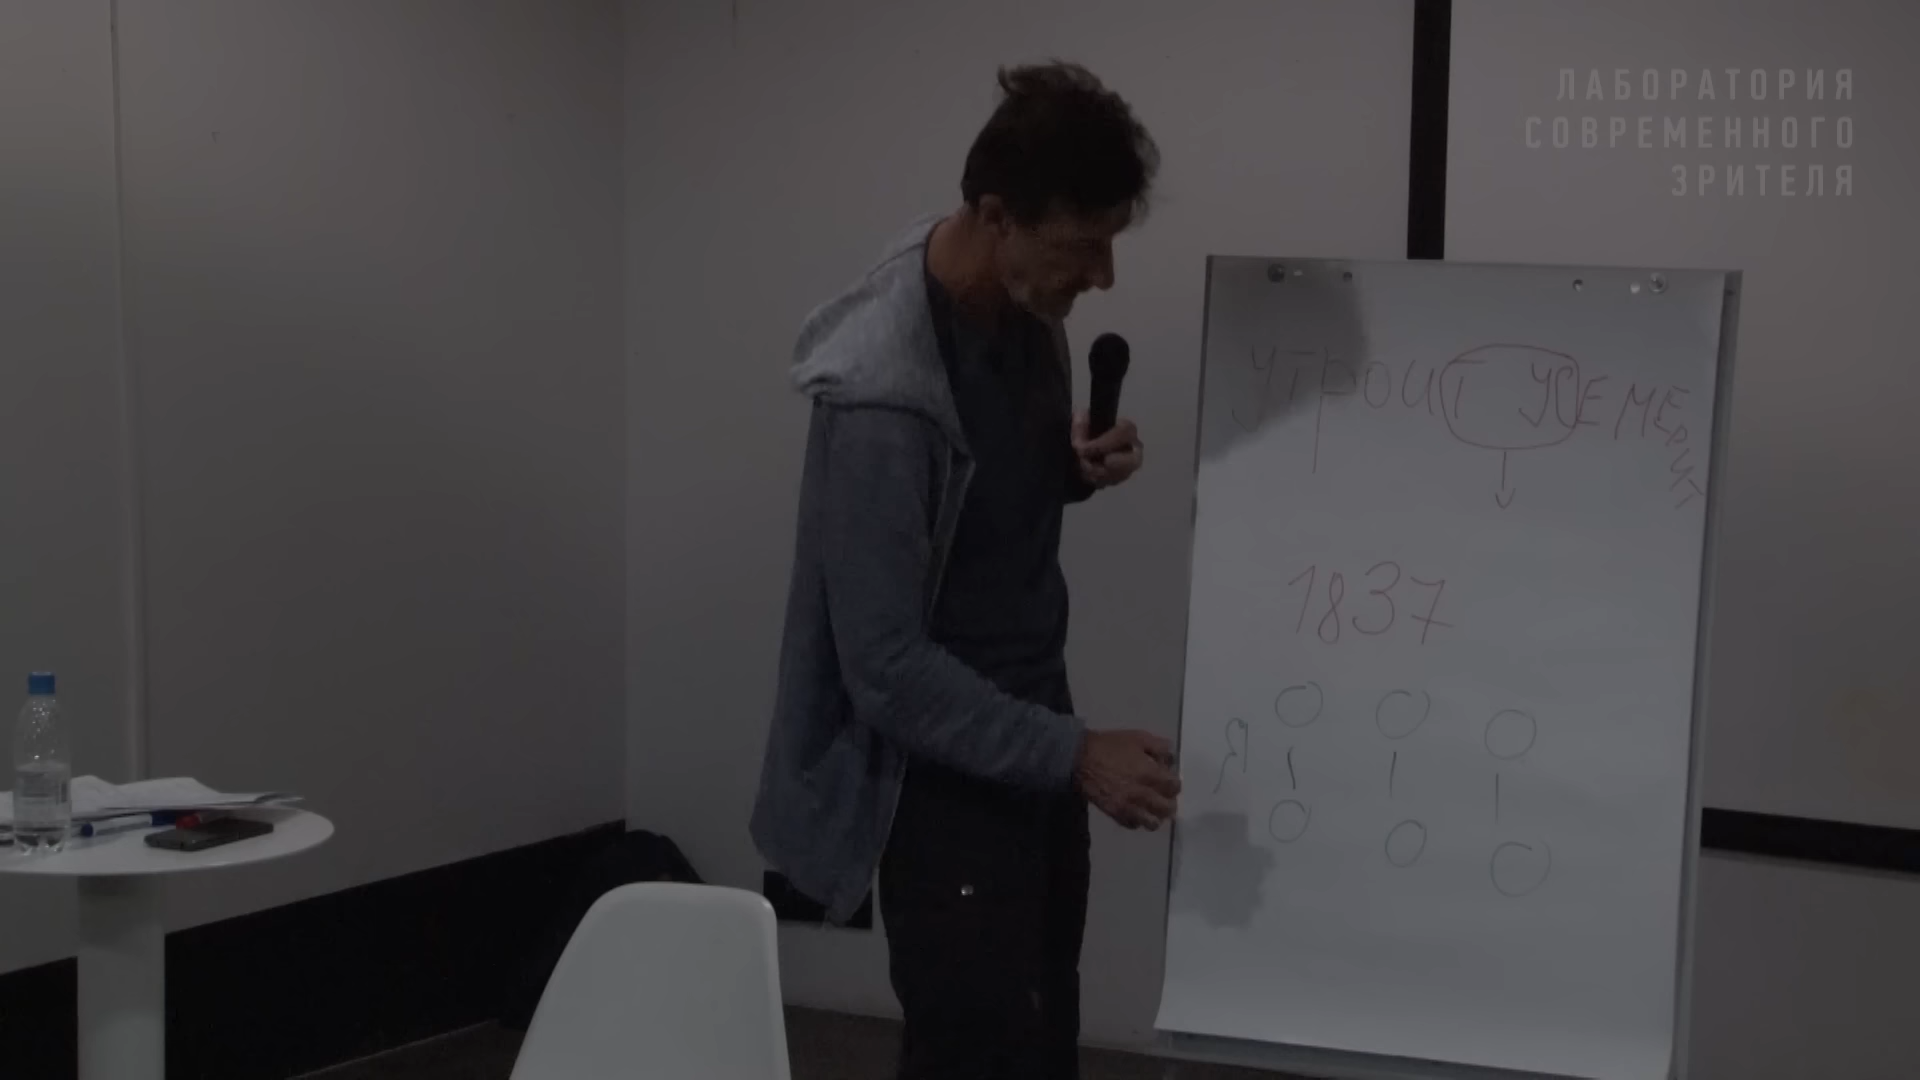 ЛАБОРАТОРИЯ
СОВРЕМЕННОГО
ЗРИТЕЛЯ
УТРОИТ УСЕМЕРИТ
1837
Я